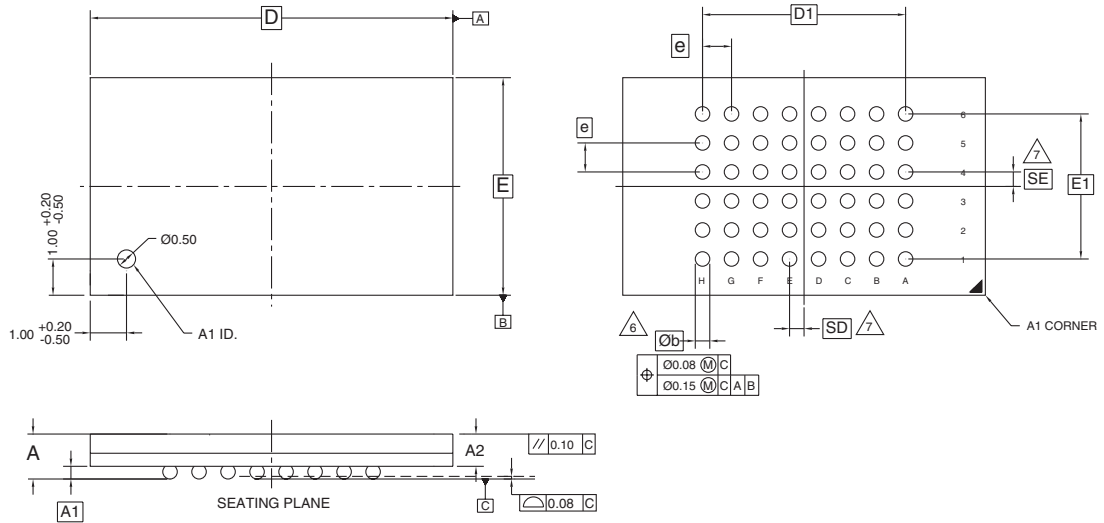 D
A
E
B
1.00 +0.20 -0.50
Ø0.50
A1 ID.
1.00 +0.20 -0.50
D1
e
e
6
5
4
3
2
1
7
SE
E1
H G F E D C B A
A1 CORNER
6
Øb
SD
7
⌖ Ø0.08 Ⓜ C
Ø0.15 Ⓜ C A B
A
A1
A2
// 0.10 C
SEATING PLANE
C
⌓ 0.08 C